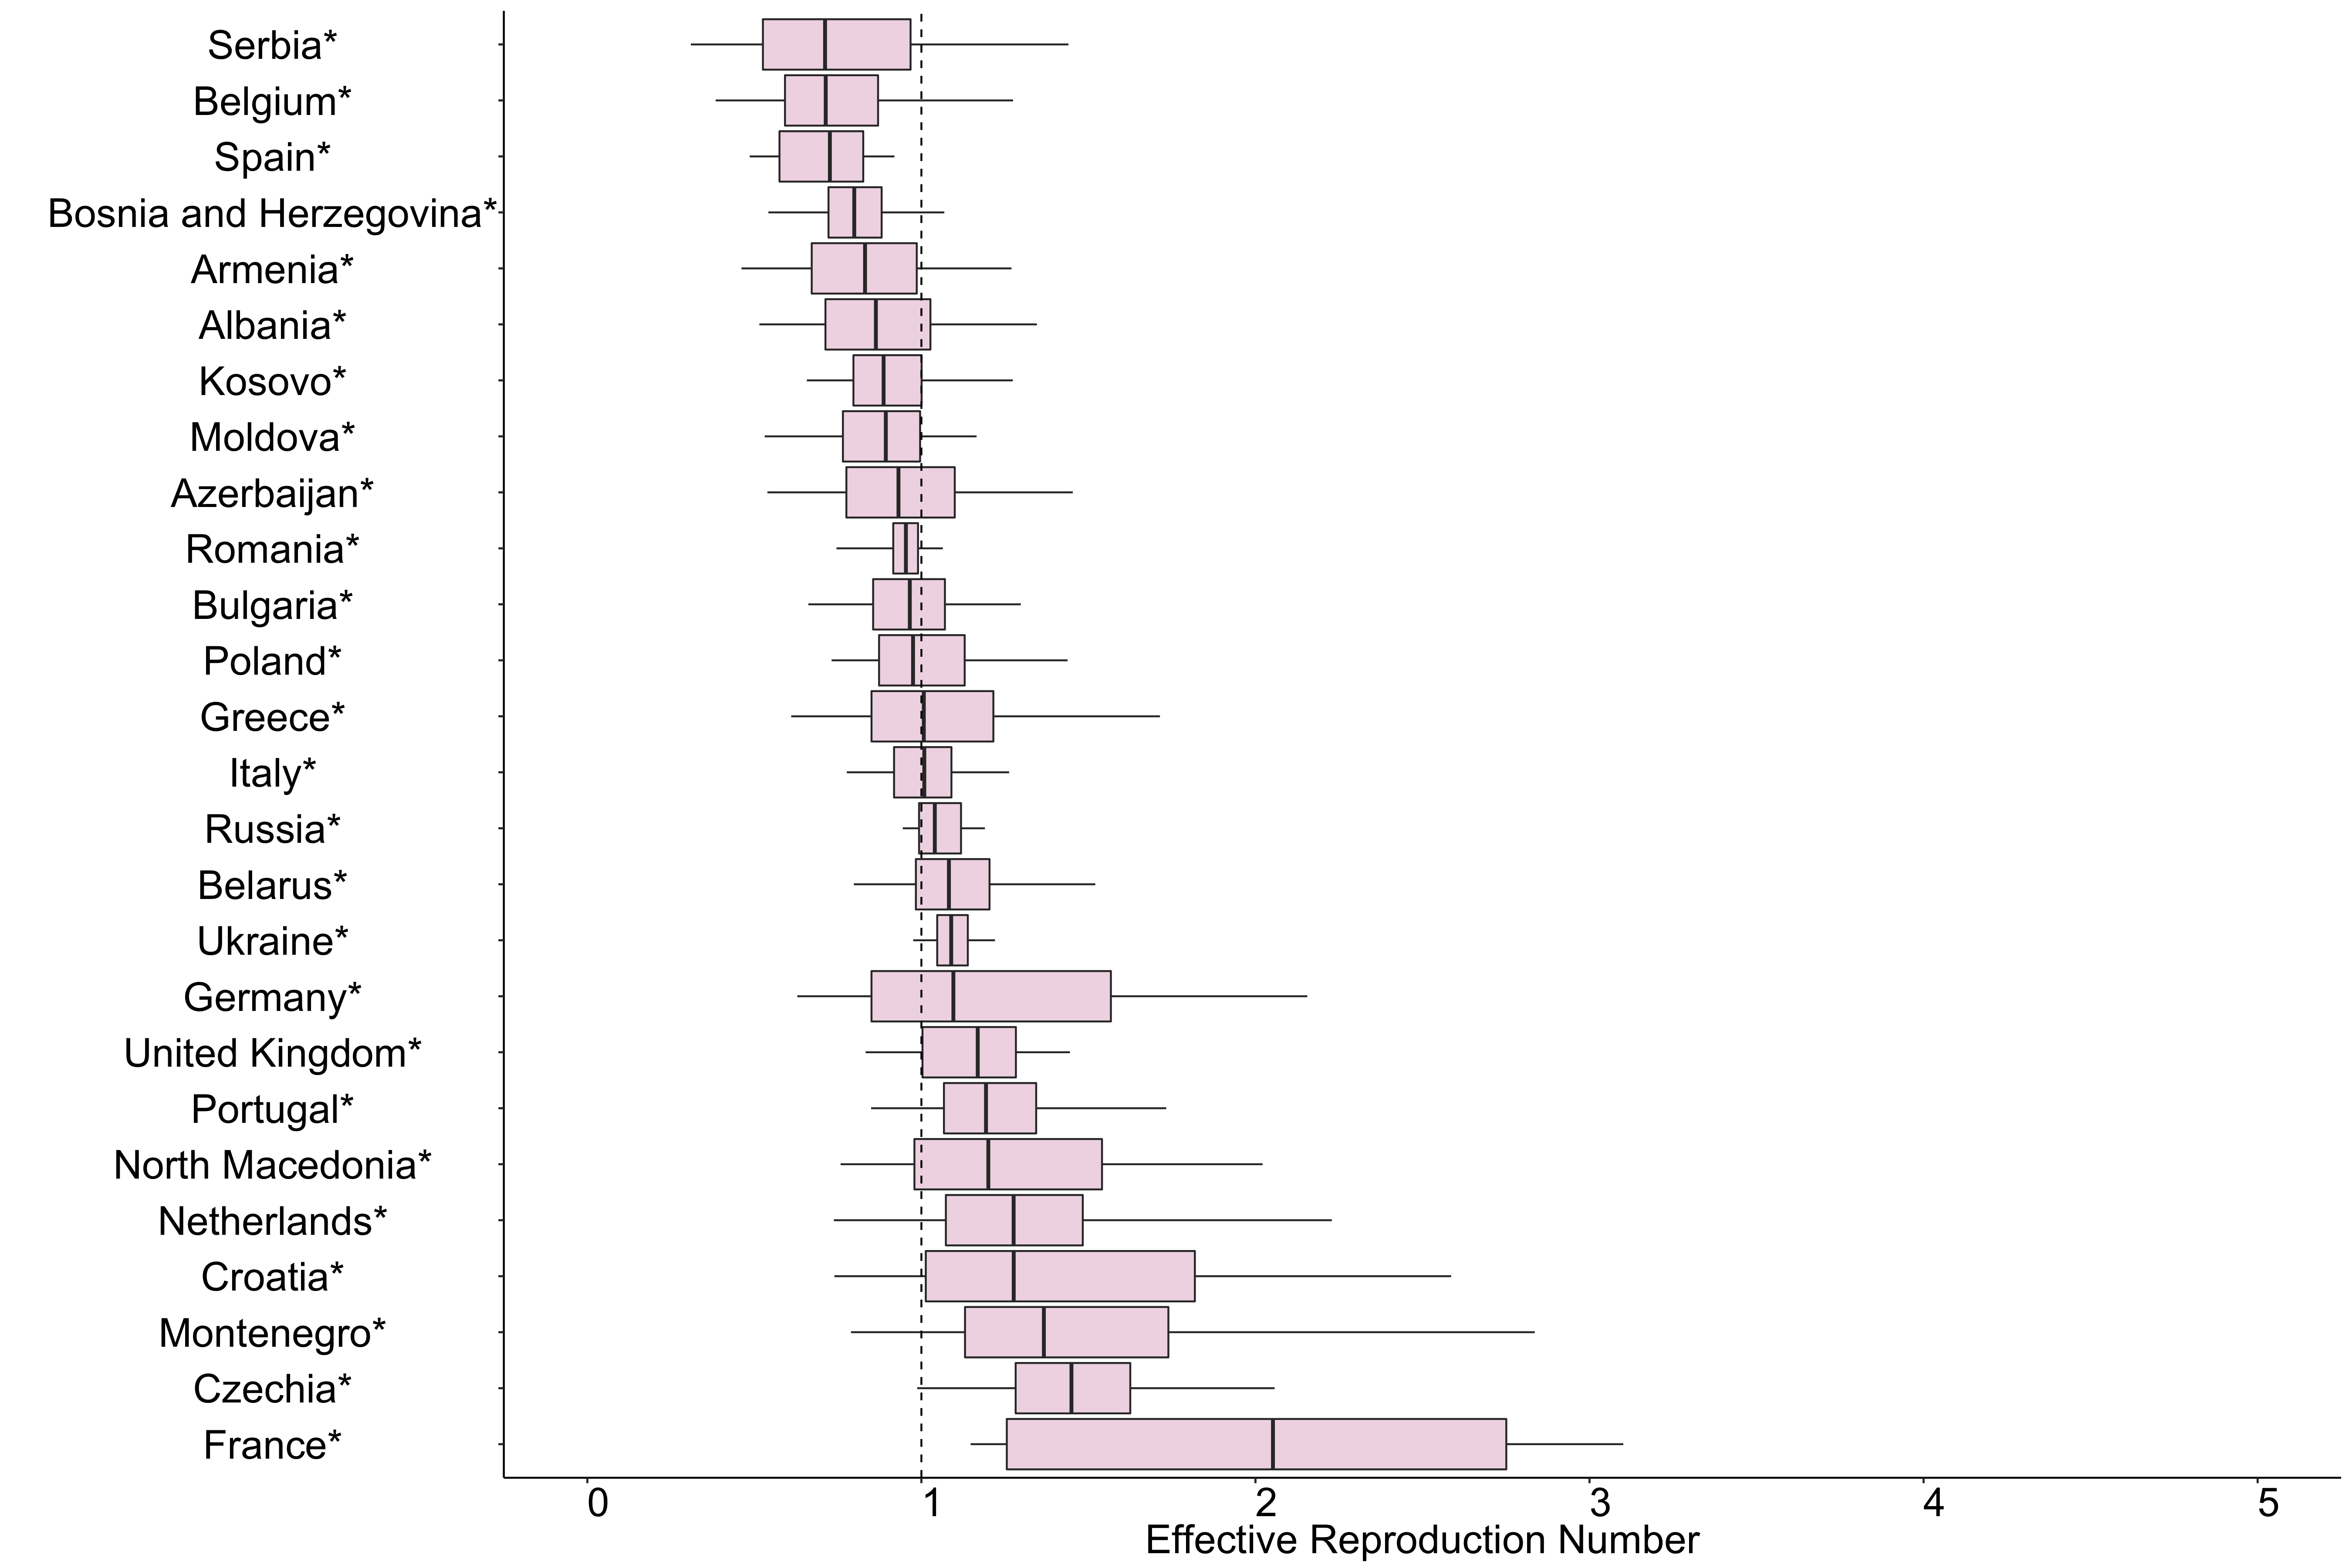 Serbia*
Belgium*
Spain*
Bosnia and Herzegovina*
Armenia*
Albania*
Kosovo*
Moldova*
Azerbaijan*
Romania*
Bulgaria*
Poland*
Greece*
Italy*
Russia*
Belarus*
Ukraine*
Germany*
United Kingdom*
Portugal*
North Macedonia*
Netherlands*
Croatia*
Montenegro*
Czechia*
France*
0 1 2 3 4 5
Effective Reproduction Number